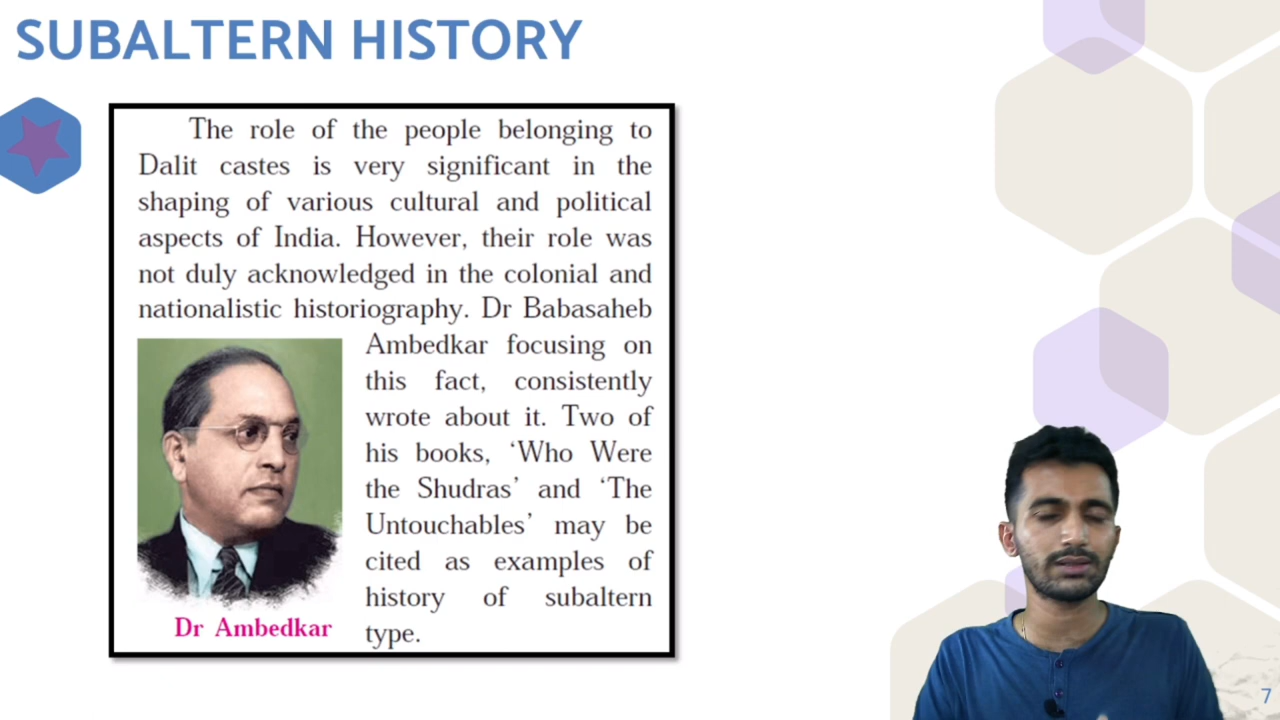 SUBALTERN HISTORY
The role of the people belonging to
Dalit castes is very significant in the
shaping of various cultural and political
aspects of India. However, their role was
not duly acknowledged in the colonial and
nationalistic historiography. Dr Babasaheb
Ambedkar focusing on
this fact, consistently
wrote about it. Two of
his books, ‘Who Were
the Shudras’ and ‘The
Untouchables’ may be
cited as examples of
history of subaltern
type.
Dr Ambedkar
7